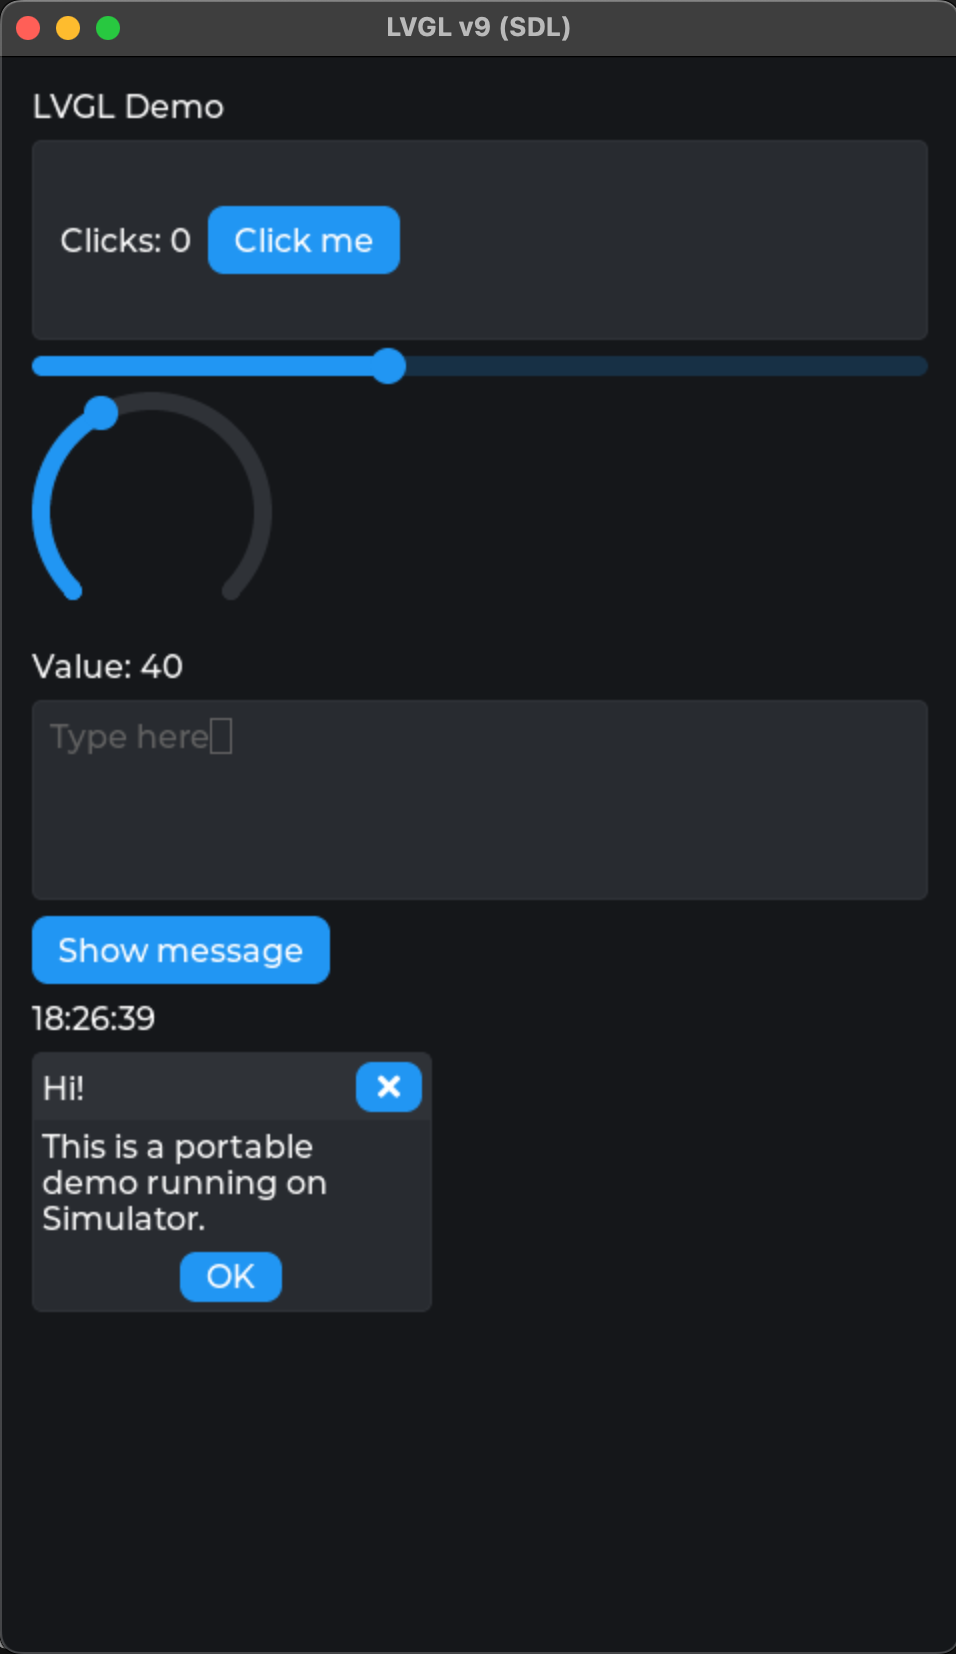 LVGL v9 (SDL)
LVGL Demo
Clicks: 0 Click me
Value: 40
Type here
Show message
18:26:39
Hi!
This is a portable
demo running on
Simulator.
OK